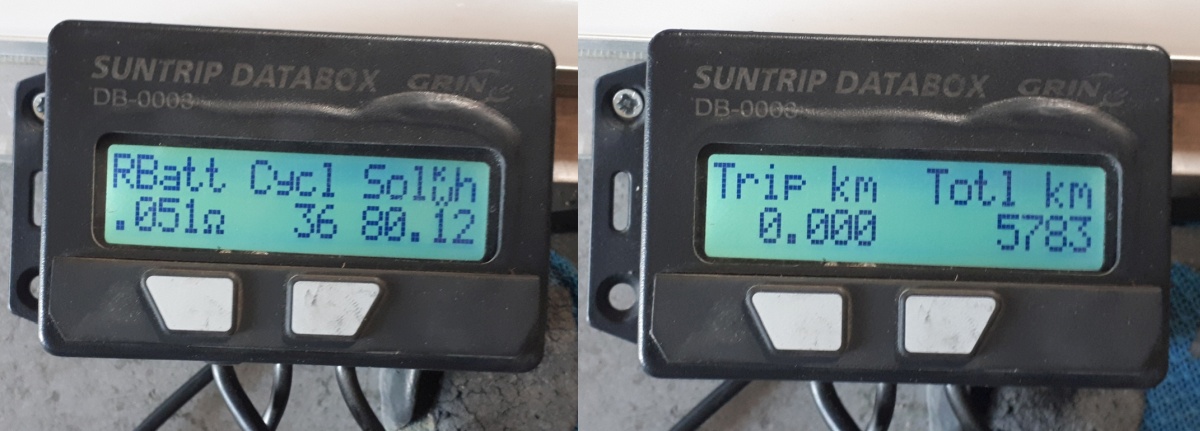 SUNTRIP DATABOX GRIN
DB-0003
RBatt Cycl SolKWh
.051Ω 36 80.12
SUNTRIP DATABOX GRIN
DB-0003
Trip km Totl km
0.000 5783